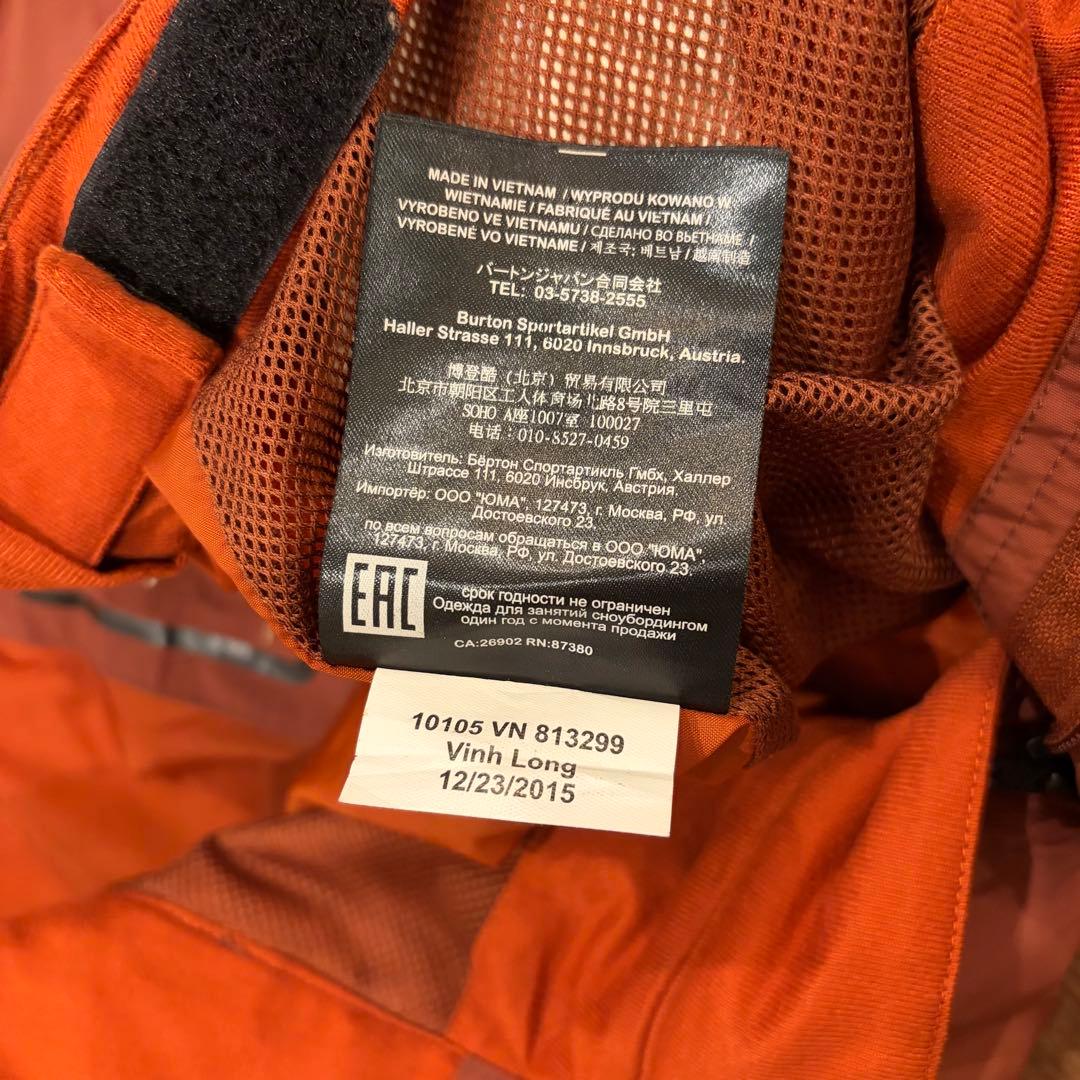 MADE IN VIETNAM / WYPRODU KOWANO W
WIETNAMIE / FABRIQUÉ AU VIETNAM /
VYROBENO VE VIETNAMU / СДЕЛАНО ВО ВЬЕТНАМЕ /
VYROBENÉ VO VIETNAME / 제조국: 베트남 / 越南制造
バートンジャパン合同会社
TEL: 03-5738-2555
Burton Sportartikel GmbH
Haller Strasse 111, 6020 Innsbruck, Austria.
博登酷（北京）贸易有限公司
北京市朝阳区工人体育场北路8号院三里屯
SOHO A座1007室 100027
电话：010-8527-0459
Изготовитель: Бёртон Спортартикль Гмбх, Халлер
Штрассе 111, 6020 Инсбрук, Австрия.
Импортёр: ООО "ЮМА", 127473, г. Москва, РФ, ул.
Достоевского 23.
по всем вопросам обращаться в ООО "ЮМА",
127473, г. Москва, РФ, ул. Достоевского 23.
EAC
срок годности не ограничен
Одежда для занятий сноубордингом
один год с момента продажи
CA:26902 RN:87380
10105 VN 813299
Vinh Long
12/23/2015